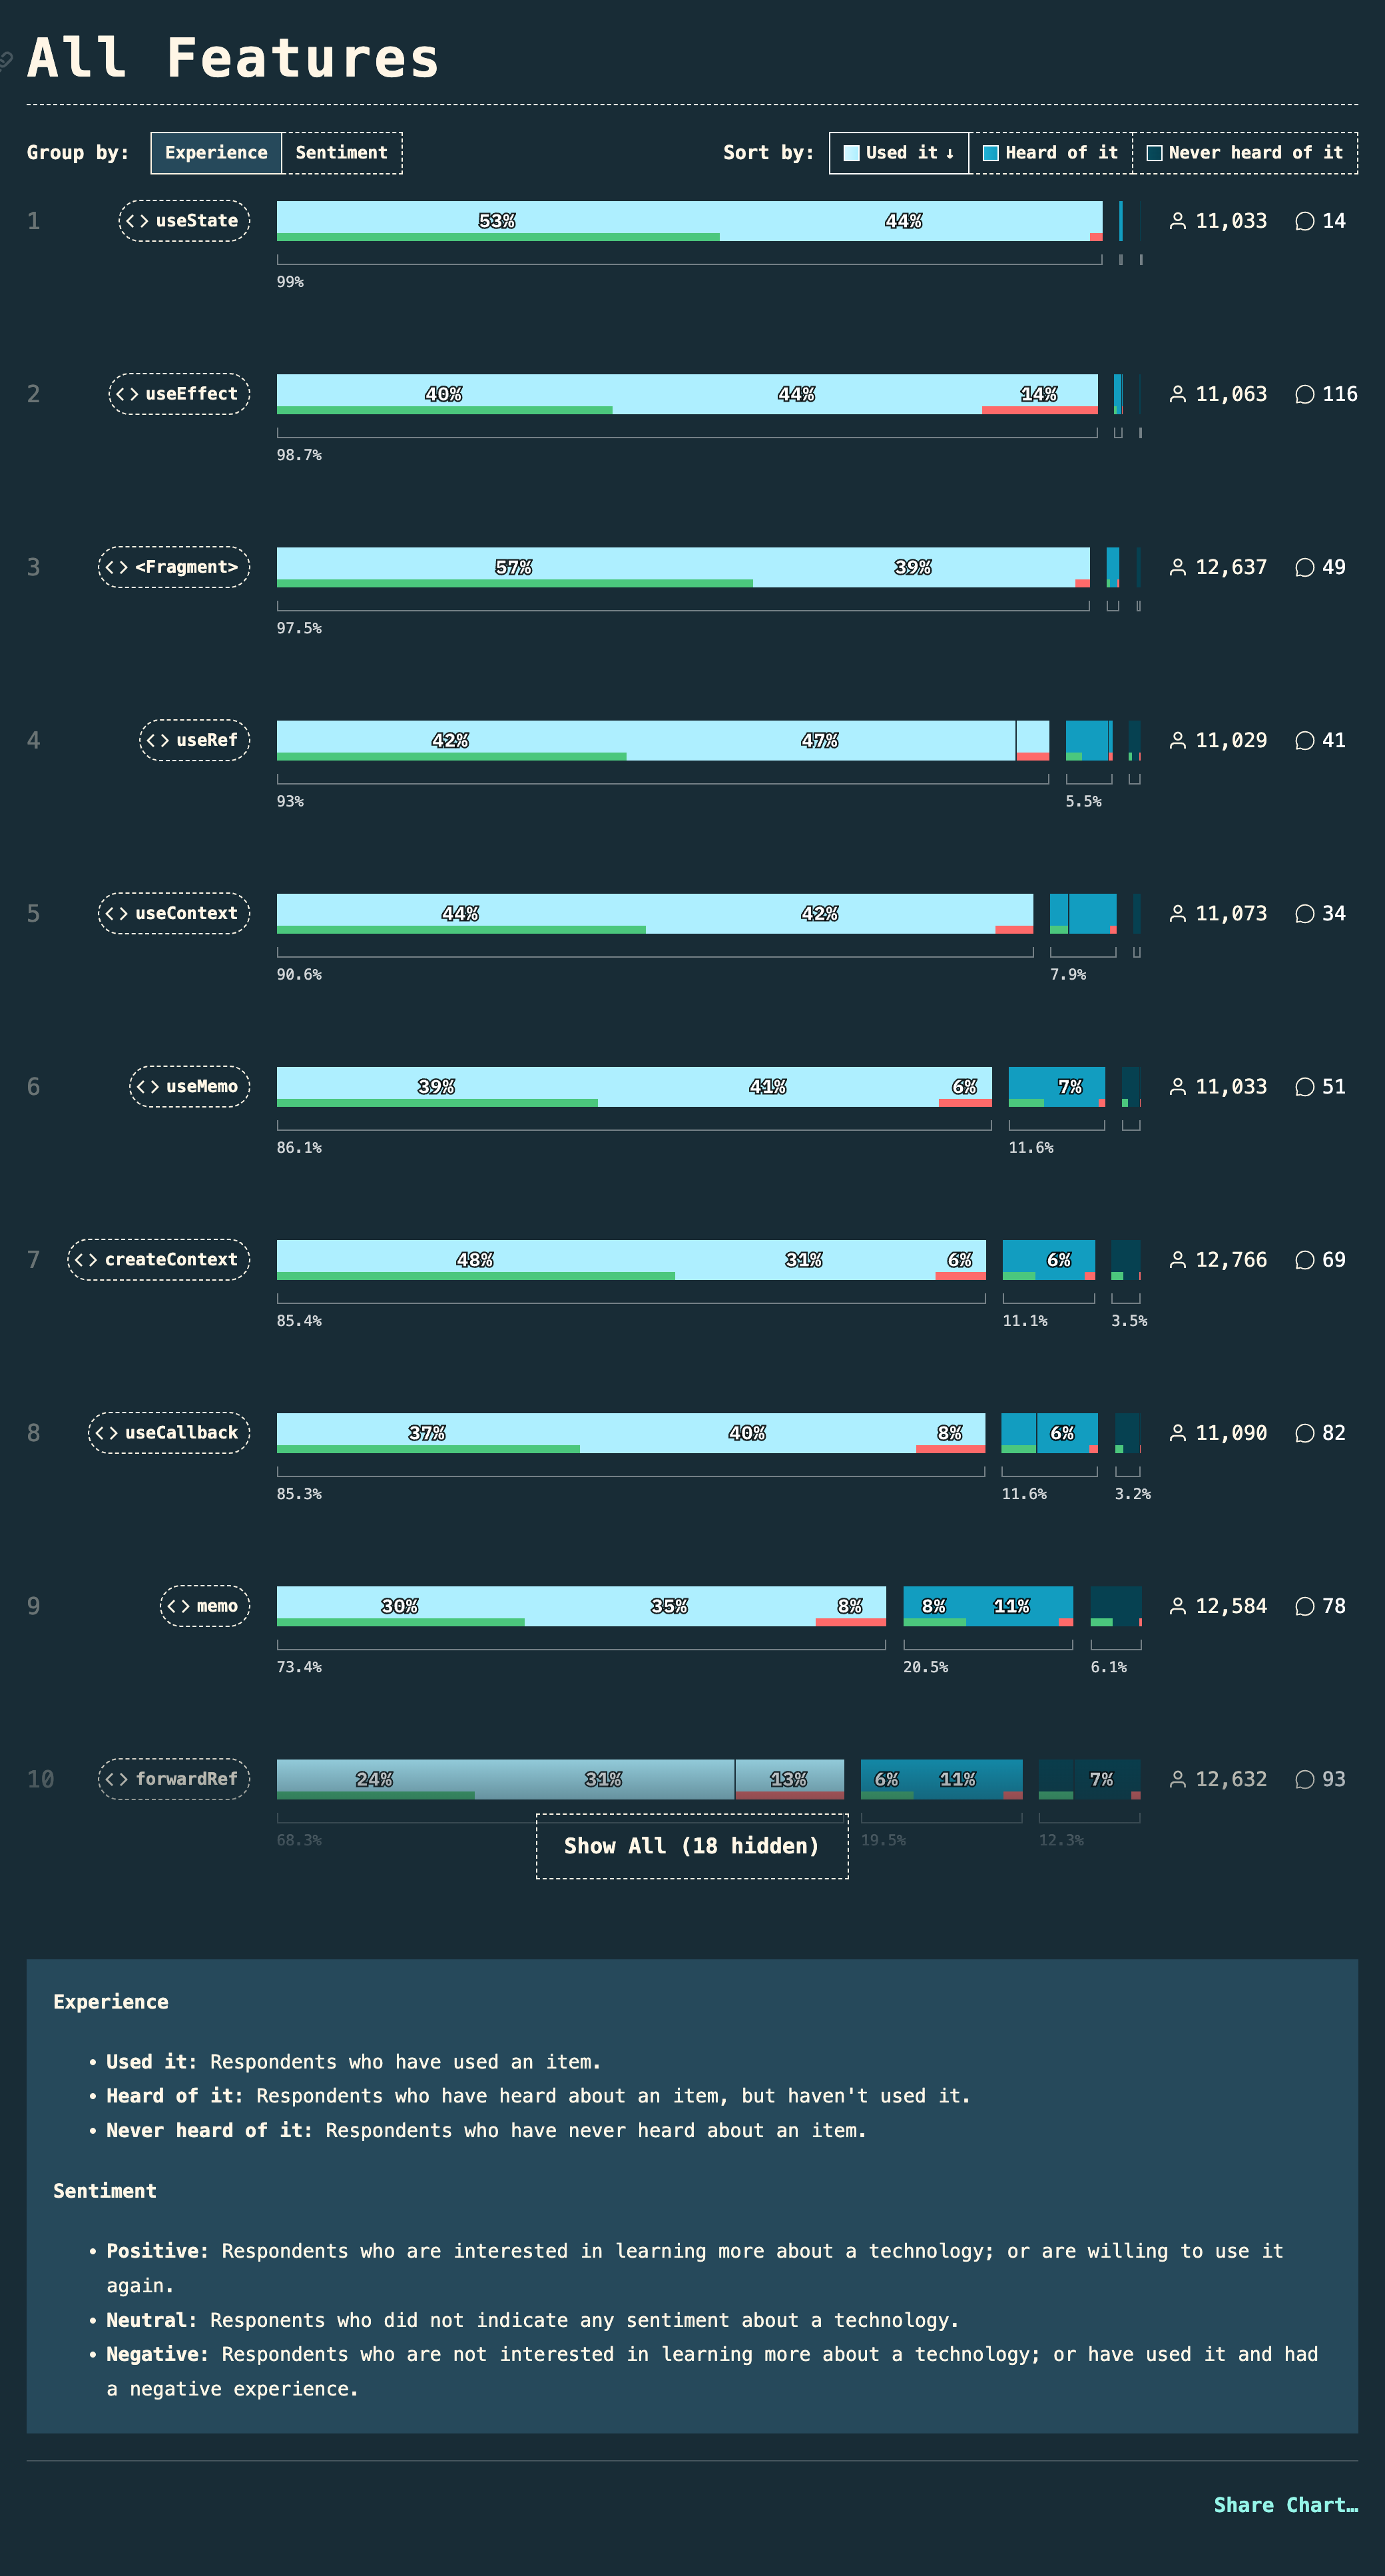 All Features
Group by: Experience Sentiment Sort by: Used it ↓ Heard of it Never heard of it
1 <> useState 53% 44% 11,033 14
99%
2 <> useEffect 40% 44% 14% 11,063 116
98.7%
3 <> <Fragment> 57% 39% 12,637 49
97.5%
4 <> useRef 42% 47% 11,029 41
93% 5.5%
5 <> useContext 44% 42% 11,073 34
90.6% 7.9%
6 <> useMemo 39% 41% 6% 7% 11,033 51
86.1% 11.6%
7 <> createContext 48% 31% 6% 6% 12,766 69
85.4% 11.1% 3.5%
8 <> useCallback 37% 40% 8% 6% 11,090 82
85.3% 11.6% 3.2%
9 <> memo 30% 35% 8% 8% 11% 12,584 78
73.4% 20.5% 6.1%
10 <> forwardRef 24% 31% 13% 6% 11% 7% 12,632 93
68.3% 19.5% 12.3%
Show All (18 hidden)
Experience
• Used it: Respondents who have used an item.
• Heard of it: Respondents who have heard about an item, but haven't used it.
• Never heard of it: Respondents who have never heard about an item.
Sentiment
• Positive: Respondents who are interested in learning more about a technology; or are willing to use it
again.
• Neutral: Responents who did not indicate any sentiment about a technology.
• Negative: Respondents who are not interested in learning more about a technology; or have used it and had
a negative experience.
Share Chart…